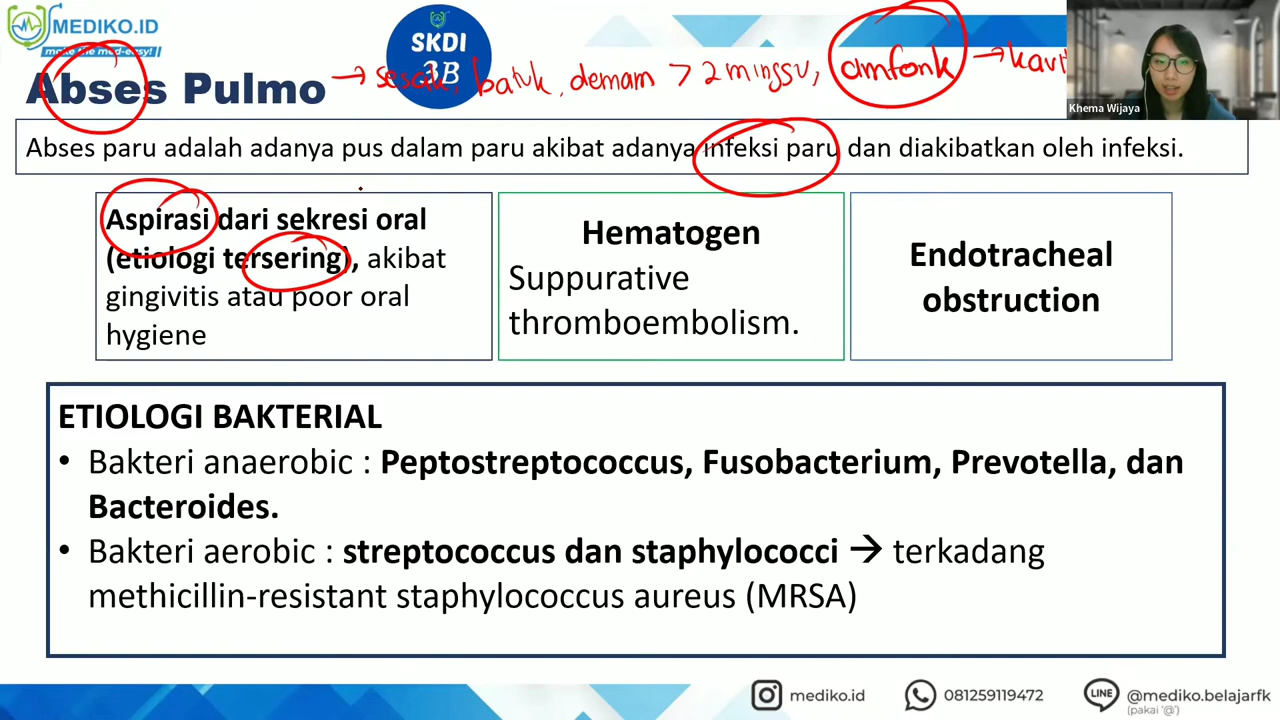 MEDIKO.ID
make the med-easy!
SKDI
3B
Abses Pulmo → sesak, batuk, demam > 2 minggu, amforik →
Khema Wijaya
Abses paru adalah adanya pus dalam paru akibat adanya infeksi paru dan diakibatkan oleh infeksi.
Aspirasi dari sekresi oral
(etiologi tersering), akibat
gingivitis atau poor oral
hygiene
Hematogen
Suppurative
thromboembolism.
Endotracheal
obstruction
ETIOLOGI BAKTERIAL
• Bakteri anaerobic : Peptostreptococcus, Fusobacterium, Prevotella, dan
Bacteroides.
• Bakteri aerobic : streptococcus dan staphylococci → terkadang
methicillin-resistant staphylococcus aureus (MRSA)
mediko.id
081259119472
LINE
@mediko.belajarfk
(pakai '@')